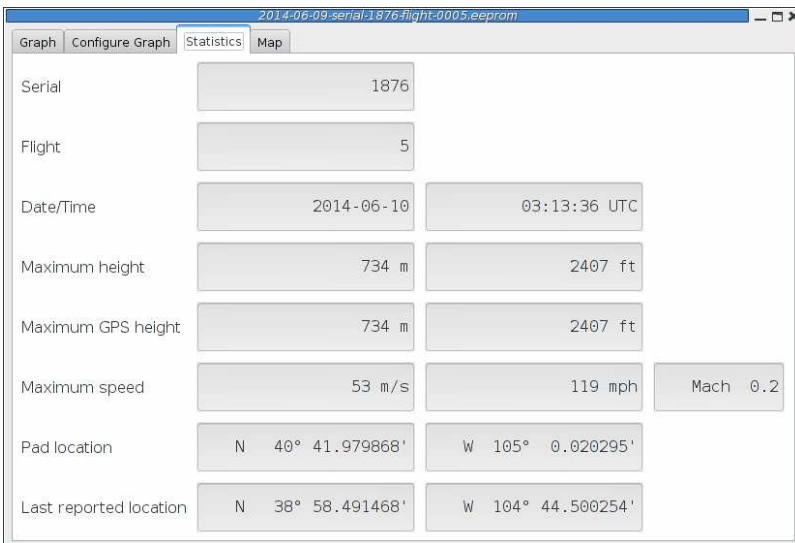 2014-06-09-serial-1876-flight-0005.eeprom
Graph Configure Graph Statistics Map
Serial 1876
Flight 5
Date/Time 2014-06-10 03:13:36 UTC
Maximum height 734 m 2407 ft
Maximum GPS height 734 m 2407 ft
Maximum speed 53 m/s 119 mph Mach 0.2
Pad location N 40° 41.979868' W 105° 0.020295'
Last reported location N 38° 58.491468' W 104° 44.500254'